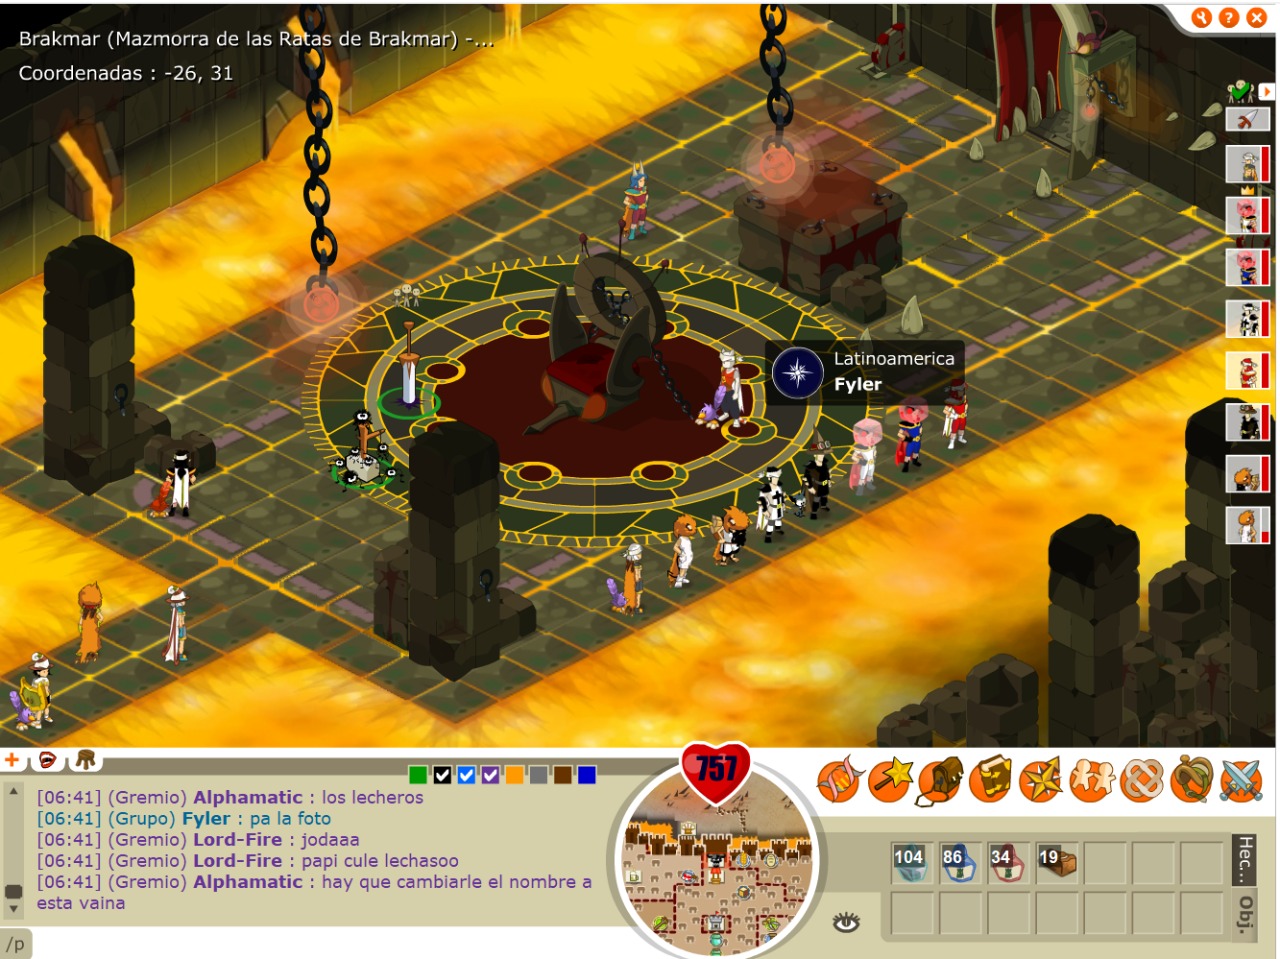 Brakmar (Mazmorra de las Ratas de Brakmar) -,...
Coordenadas : -26, 31
Latinoamerica
Fyler
757
[06:41] (Gremio) Alphamatic : los lecheros
[06:41] (Grupo) Fyler : pa la foto
[06:41] (Gremio) Lord-Fire : jodaaa
[06:41] (Gremio) Lord-Fire : papi cule lechasoo
[06:41] (Gremio) Alphamatic : hay que cambiarle el nombre a
esta vaina
/p
104 86 34 19
Hec...
Obj.